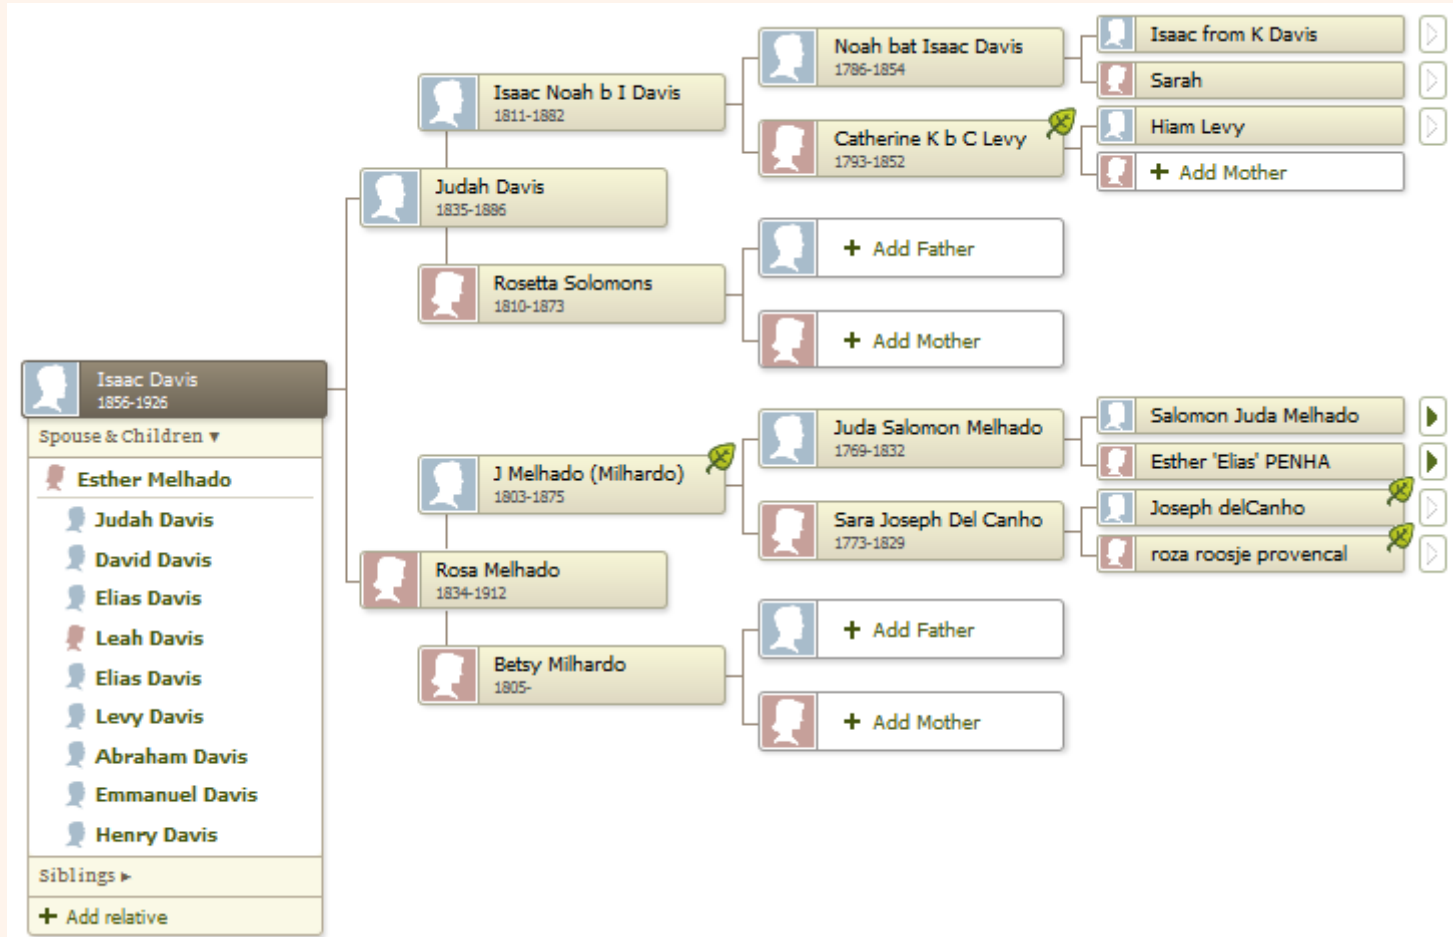 Isaac Davis
1856-1926
Spouse & Children ▾
Esther Melhado
Judah Davis
David Davis
Elias Davis
Leah Davis
Elias Davis
Levy Davis
Abraham Davis
Emmanuel Davis
Henry Davis
Siblings ▸
+ Add relative
Judah Davis
1835-1886
Rosa Melhado
1834-1912
Isaac Noah b I Davis
1811-1882
Rosetta Solomons
1810-1873
J Melhado (Milhardo)
1803-1875
Betsy Milhardo
1805-
Noah bat Isaac Davis
1786-1854
Catherine K b C Levy
1793-1852
+ Add Father
+ Add Mother
Juda Salomon Melhado
1769-1832
Sara Joseph Del Canho
1773-1829
+ Add Father
+ Add Mother
Isaac from K Davis
Sarah
Hiam Levy
+ Add Mother
Salomon Juda Melhado
Esther 'Elias' PENHA
Joseph delCanho
roza roosje provencal